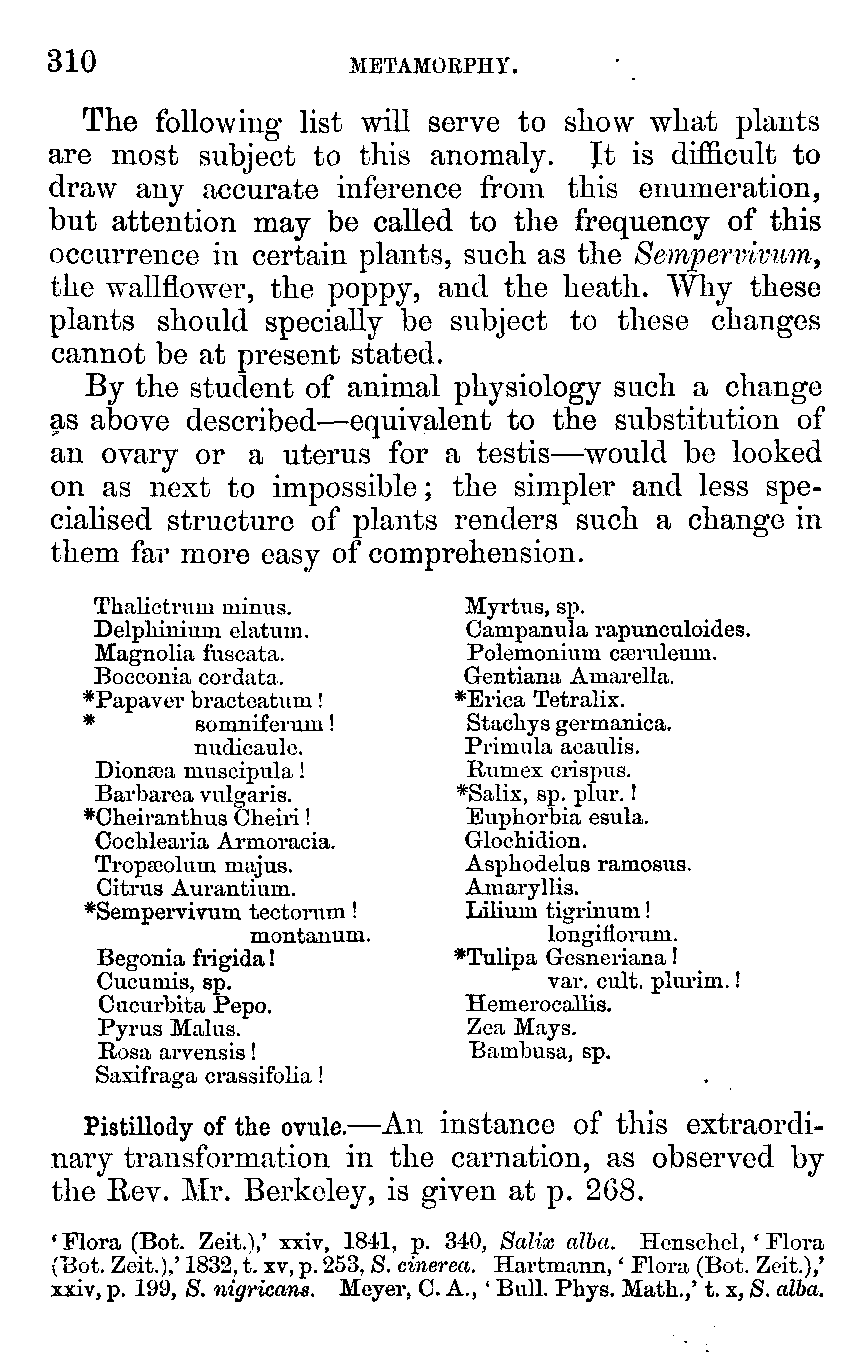 310 METAMORPHY.
The following list will serve to show what plants
are most subject to this anomaly. It is difficult to
draw any accurate inference from this enumeration,
but attention may be called to the frequency of this
occurrence in certain plants, such as the Sempervivum,
the wallflower, the poppy, and the heath. Why these
plants should specially be subject to these changes
cannot be at present stated.
By the student of animal physiology such a change
as above described—equivalent to the substitution of
an ovary or a uterus for a testis—would be looked
on as next to impossible; the simpler and less spe-
cialised structure of plants renders such a change in
them far more easy of comprehension.
Thalictrum minus.
Delphinium elatum.
Magnolia fuscata.
Bocconia cordata.
*Papaver bracteatum!
* somniferum!
nudicaule.
Dionæa muscipula!
Barbarea vulgaris.
*Cheiranthus Cheiri!
Cochlearia Armoracia.
Tropæolum majus.
Citrus Aurantium.
*Sempervivum tectorum!
montanum.
Begonia frigida!
Cucumis, sp.
Cucurbita Pepo.
Pyrus Malus.
Rosa arvensis!
Saxifraga crassifolia!
Myrtus, sp.
Campanula rapunculoides.
Polemonium cæruleum.
Gentiana Amarella.
*Erica Tetralix.
Stachys germanica.
Primula acaulis.
Rumex crispus.
*Salix, sp. plur.!
Euphorbia esula.
Glochidion.
Asphodelus ramosus.
Amaryllis.
Lilium tigrinum!
longiflorum.
*Tulipa Gesneriana!
var. cult. plurim.!
Hemerocallis.
Zea Mays.
Bambusa, sp.
Pistillody of the ovule.—An instance of this extraordi-
nary transformation in the carnation, as observed by
the Rev. Mr. Berkeley, is given at p. 268.
‘Flora (Bot. Zeit.),’ xxiv, 1841, p. 340, Salix alba. Henschel, ‘Flora
(Bot. Zeit.),’ 1832, t. xv, p. 253, S. cinerea. Hartmann, ‘Flora (Bot. Zeit.),’
xxiv, p. 199, S. nigricans. Meyer, C. A., ‘Bull. Phys. Math.,’ t. x, S. alba.